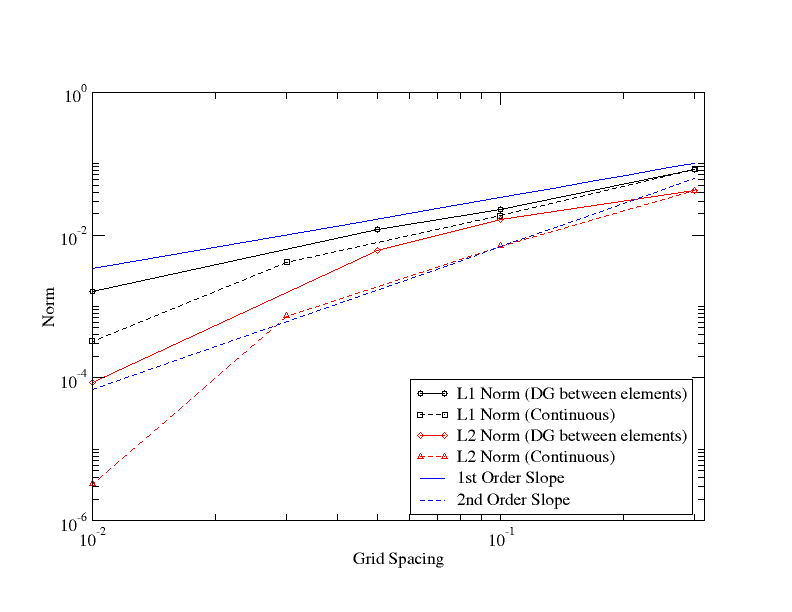 10^0
10^-2
10^-4
10^-6
Norm
L1 Norm (DG between elements)
L1 Norm (Continuous)
L2 Norm (DG between elements)
L2 Norm (Continuous)
1st Order Slope
2nd Order Slope
10^-2
10^-1
Grid Spacing